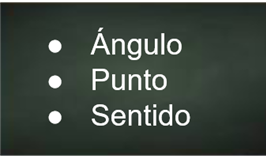 ● Ángulo
● Punto
● Sentido